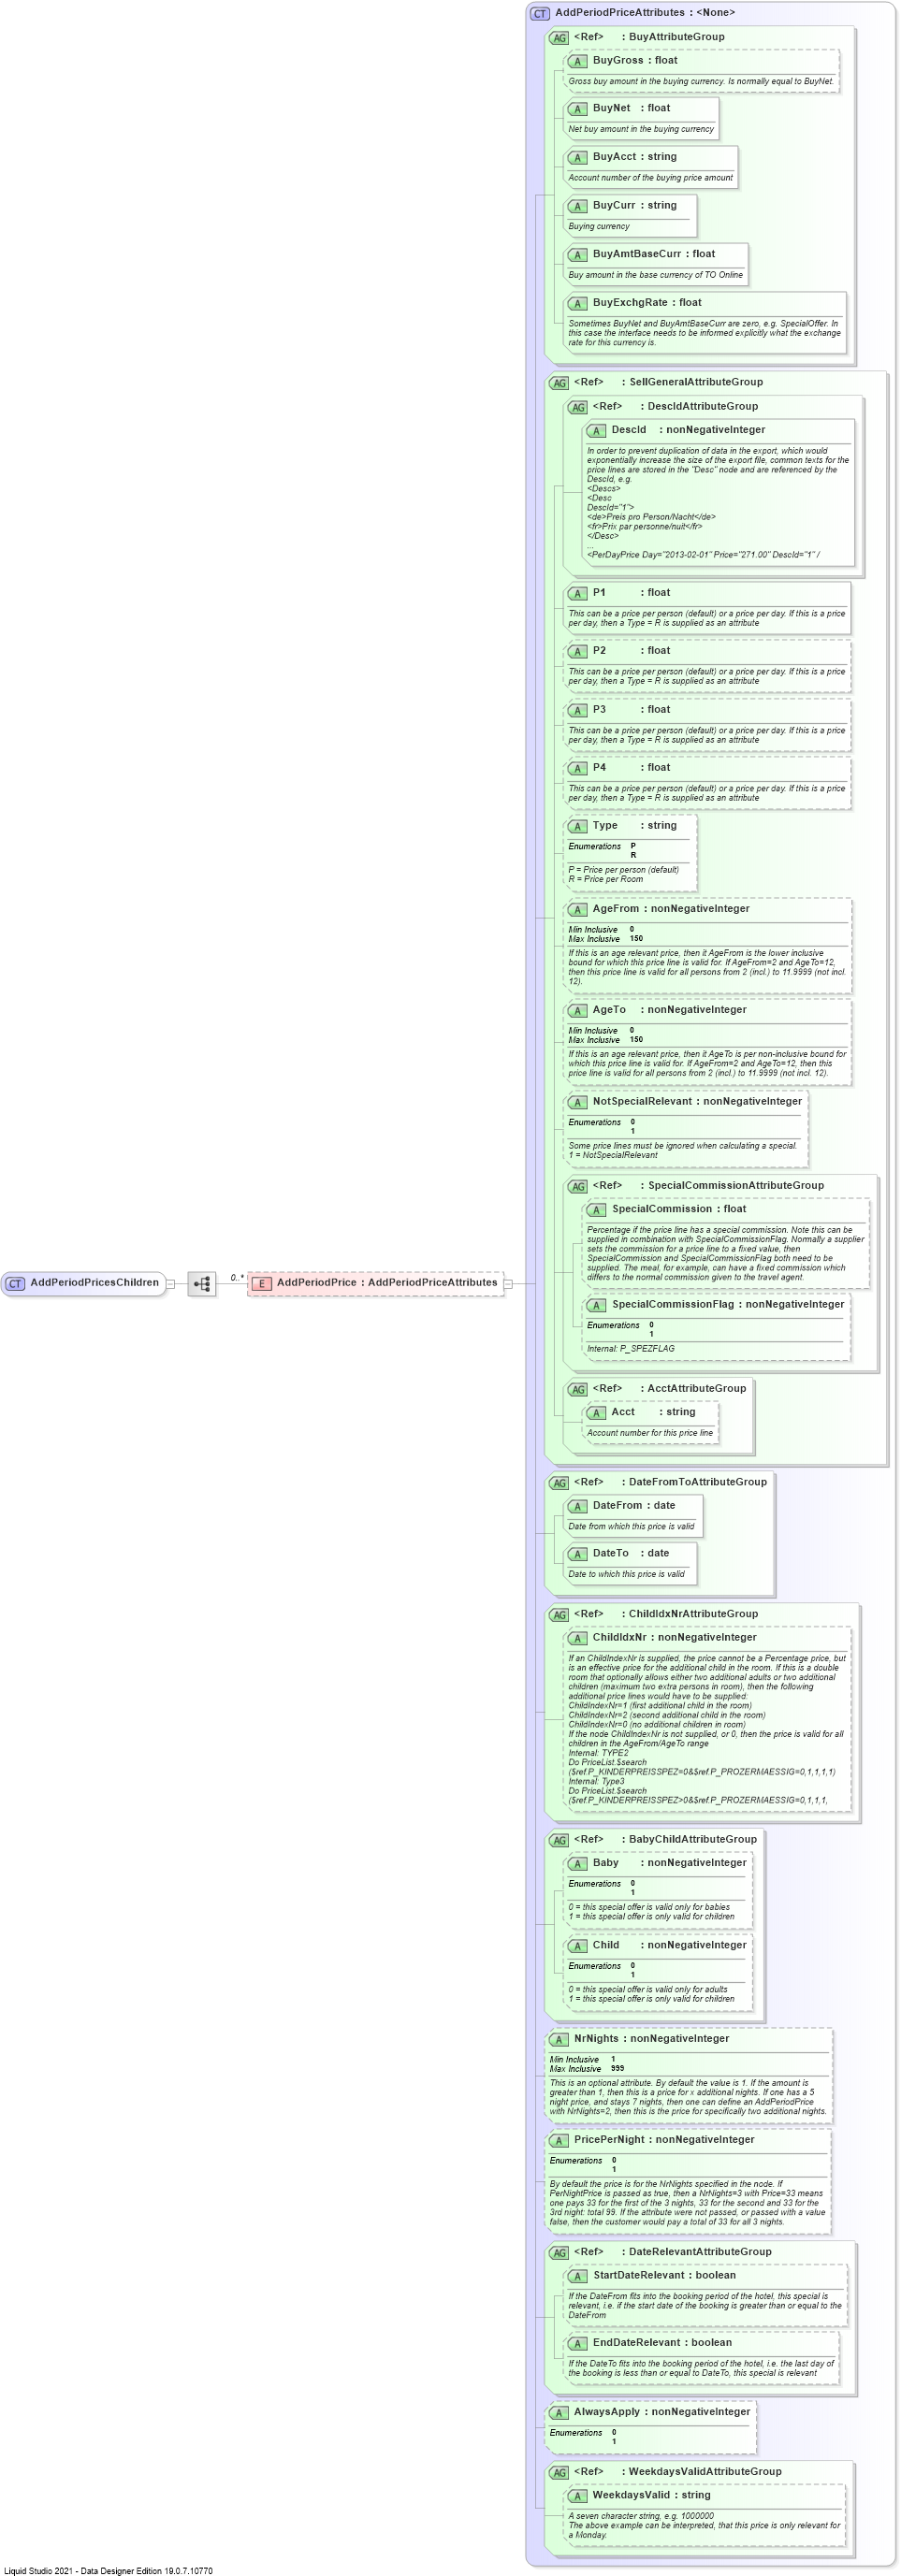 CT AddPeriodPriceAttributes : <None>
AG <Ref> : BuyAttributeGroup
A BuyGross : float
Gross buy amount in the buying currency. Is normally equal to BuyNet.
A BuyNet : float
Net buy amount in the buying currency
A BuyAcct : string
Account number of the buying price amount
A BuyCurr : string
Buying currency
A BuyAmtBaseCurr : float
Buy amount in the base currency of TO Online
A BuyExchgRate : float
Sometimes BuyNet and BuyAmtBaseCurr are zero, e.g. SpecialOffer. In
this case the interface needs to be informed explicitly what the exchange
rate for this currency is.
AG <Ref> : SellGeneralAttributeGroup
AG <Ref> : DescIdAttributeGroup
A DescId : nonNegativeInteger
In order to prevent duplication of data in the export, which would
exponentially increase the size of the export file, common texts for the
price lines are stored in the "Desc" node and are referenced by the
DescId, e.g.
<Descs>
<Desc
DescId="1">
<de>Preis pro Person/Nacht</de>
<fr>Prix par personne/nuit</fr>
</Desc>
...
<PerDayPrice Day="2013-02-01" Price="271.00" DescId="1" /
A P1 : float
This can be a price per person (default) or a price per day. If this is a price
per day, then a Type = R is supplied as an attribute
A P2 : float
This can be a price per person (default) or a price per day. If this is a price
per day, then a Type = R is supplied as an attribute
A P3 : float
This can be a price per person (default) or a price per day. If this is a price
per day, then a Type = R is supplied as an attribute
A P4 : float
This can be a price per person (default) or a price per day. If this is a price
per day, then a Type = R is supplied as an attribute
A Type : string
Enumerations P
R
P = Price per person (default)
R = Price per Room
A AgeFrom : nonNegativeInteger
Min Inclusive 0
Max Inclusive 150
If this is an age relevant price, then it AgeFrom is the lower inclusive
bound for which this price line is valid for. If AgeFrom=2 and AgeTo=12,
then this price line is valid for all persons from 2 (incl.) to 11.9999 (not incl.
12).
A AgeTo : nonNegativeInteger
Min Inclusive 0
Max Inclusive 150
If this is an age relevant price, then it AgeTo is per non-inclusive bound for
which this price line is valid for. If AgeFrom=2 and AgeTo=12, then this
price line is valid for all persons from 2 (incl.) to 11.9999 (not incl. 12).
A NotSpecialRelevant : nonNegativeInteger
Enumerations 0
1
Some price lines must be ignored when calculating a special.
1 = NotSpecialRelevant
AG <Ref> : SpecialCommissionAttributeGroup
A SpecialCommission : float
Percentage if the price line has a special commission. Note this can be
supplied in combination with SpecialCommissionFlag. Normally a supplier
sets the commission for a price line to a fixed value, then
SpecialCommission and SpecialCommissionFlag both need to be
supplied. The meal, for example, can have a fixed commission which
differs to the normal commission given to the travel agent.
CT AddPeriodPricesChildren
0..*
E AddPeriodPrice : AddPeriodPriceAttributes
A SpecialCommissionFlag : nonNegativeInteger
Enumerations 0
1
Internal: P_SPEZFLAG
AG <Ref> : AcctAttributeGroup
A Acct : string
Account number for this price line
AG <Ref> : DateFromToAttributeGroup
A DateFrom : date
Date from which this price is valid
A DateTo : date
Date to which this price is valid
AG <Ref> : ChildIdxNrAttributeGroup
A ChildIdxNr : nonNegativeInteger
If an ChildIndexNr is supplied, the price cannot be a Percentage price, but
is an effective price for the additional child in the room. If this is a double
room that optionally allows either two additional adults or two additional
children (maximum two extra persons in room), then the following
additional price lines would have to be supplied:
ChildIndexNr=1 (first additional child in the room)
ChildIndexNr=2 (second additional child in the room)
ChildIndexNr=0 (no additional children in room)
If the node ChildIndexNr is not supplied, or 0, then the price is valid for all
children in the AgeFrom/AgeTo range
Internal: TYPE2
Do PriceList.$search
($ref.P_KINDERPREISSPEZ=0&$ref.P_PROZERMAESSIG=0,1,1,1,1)
Internal: Type3
Do PriceList.$search
($ref.P_KINDERPREISSPEZ>0&$ref.P_PROZERMAESSIG=0,1,1,1,
AG <Ref> : BabyChildAttributeGroup
A Baby : nonNegativeInteger
Enumerations 0
1
0 = this special offer is valid only for babies
1 = this special offer is only valid for children
A Child : nonNegativeInteger
Enumerations 0
1
0 = this special offer is valid only for adults
1 = this special offer is only valid for children
A NrNights : nonNegativeInteger
Min Inclusive 1
Max Inclusive 999
This is an optional attribute. By default the value is 1. If the amount is
greater than 1, then this is a price for x additional nights. If one has a 5
night price, and stays 7 nights, then one can define an AddPeriodPrice
with NrNights=2, then this is the price for specifically two additional nights.
A PricePerNight : nonNegativeInteger
Enumerations 0
1
By default the price is for the NrNights specified in the node. If
PerNightPrice is passed as true, then a NrNights=3 with Price=33 means
one pays 33 for the first of the 3 nights, 33 for the second and 33 for the
3rd night: total 99. If the attribute were not passed, or passed with a value
false, then the customer would pay a total of 33 for all 3 nights.
AG <Ref> : DateRelevantAttributeGroup
A StartDateRelevant : boolean
If the DateFrom fits into the booking period of the hotel, this special is
relevant, i.e. if the start date of the booking is greater than or equal to the
DateFrom
A EndDateRelevant : boolean
If the DateTo fits into the booking period of the hotel, i.e. the last day of
the booking is less than or equal to DateTo, this special is relevant
A AlwaysApply : nonNegativeInteger
Enumerations 0
1
AG <Ref> : WeekdaysValidAttributeGroup
A WeekdaysValid : string
A seven character string, e.g. 1000000
The above example can be interpreted, that this price is only relevant for
a Monday.
Liquid Studio 2021 - Data Designer Edition 19.0.7.10770